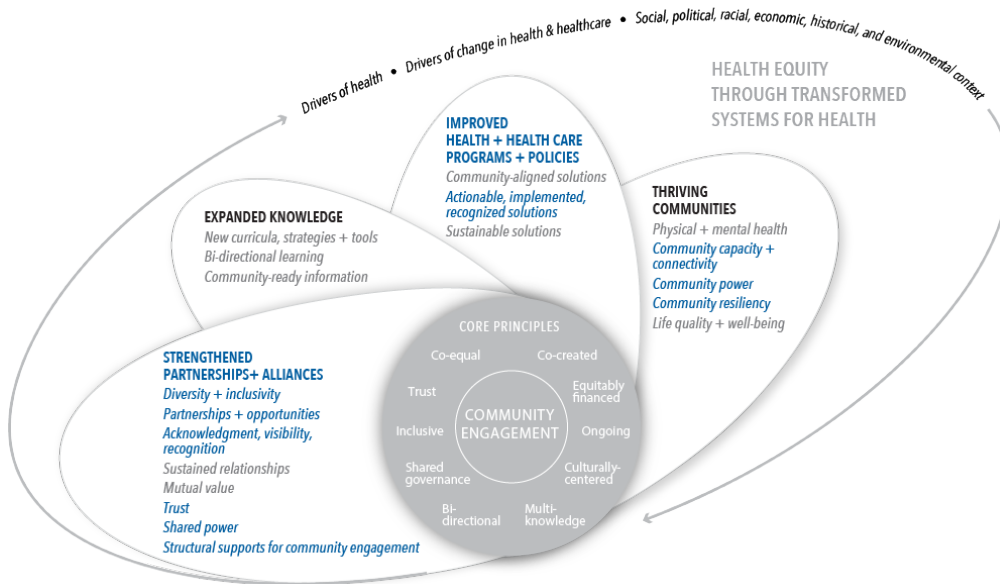 Drivers of health • Drivers of change in health & healthcare • Social, political, racial, economic, historical, and environmental context
HEALTH EQUITY
THROUGH TRANSFORMED
SYSTEMS FOR HEALTH
IMPROVED
HEALTH + HEALTH CARE
PROGRAMS + POLICIES
Community-aligned solutions
Actionable, implemented,
recognized solutions
Sustainable solutions
THRIVING
COMMUNITIES
Physical + mental health
Community capacity +
connectivity
Community power
Community resiliency
Life quality + well-being
EXPANDED KNOWLEDGE
New curricula, strategies + tools
Bi-directional learning
Community-ready information
STRENGTHENED
PARTNERSHIPS+ ALLIANCES
Diversity + inclusivity
Partnerships + opportunities
Acknowledgment, visibility,
recognition
Sustained relationships
Mutual value
Trust
Shared power
Structural supports for community engagement
CORE PRINCIPLES
Co-equal
Co-created
Trust
Equitably
financed
Inclusive
COMMUNITY
ENGAGEMENT
Ongoing
Shared
governance
Culturally-
centered
Bi-
directional
Multi-
knowledge